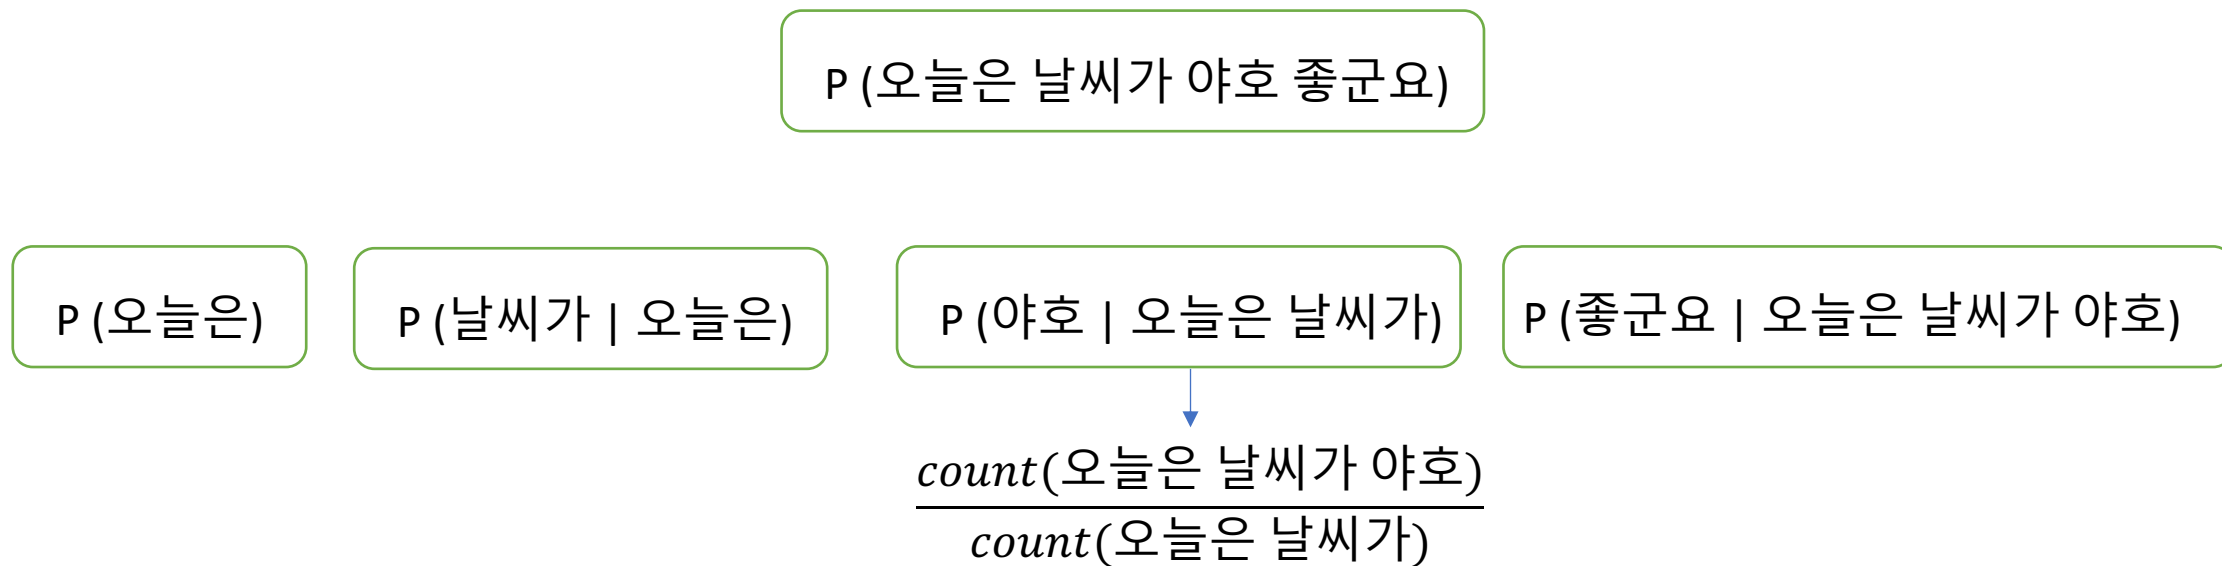 P (오늘은 날씨가 야호 좋군요)
P (오늘은)
P (날씨가 | 오늘은)
P (야호 | 오늘은 날씨가)
P (좋군요 | 오늘은 날씨가 야호)
count(오늘은 날씨가 야호)
count(오늘은 날씨가)